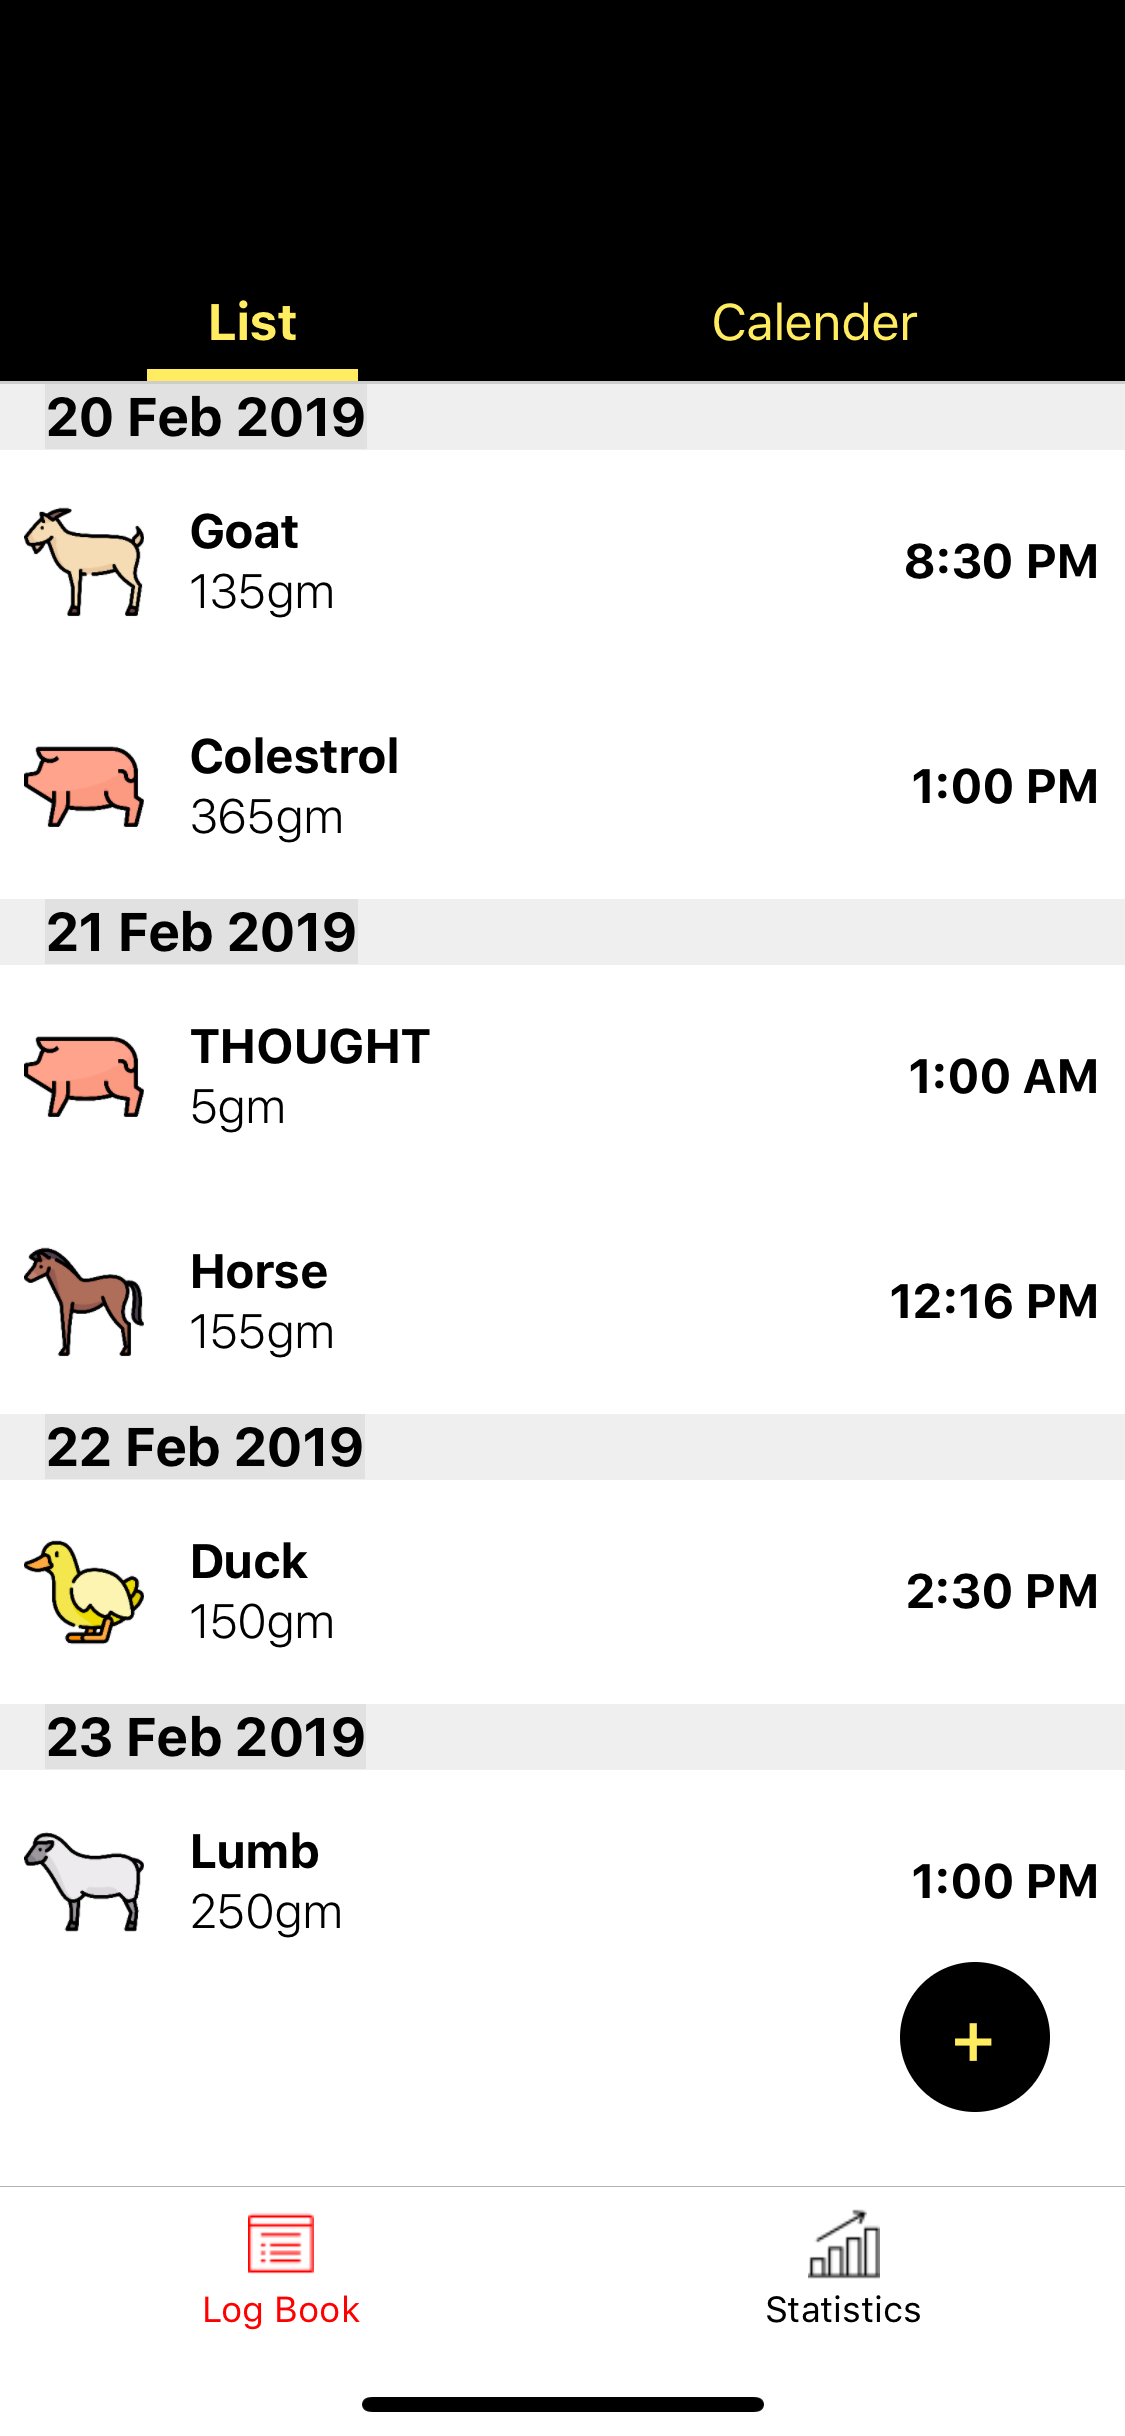 List
Calender
20 Feb 2019
Goat
135gm
8:30 PM
Colestrol
365gm
1:00 PM
21 Feb 2019
THOUGHT
5gm
1:00 AM
Horse
155gm
12:16 PM
22 Feb 2019
Duck
150gm
2:30 PM
23 Feb 2019
Lumb
250gm
1:00 PM
+
Log Book
Statistics